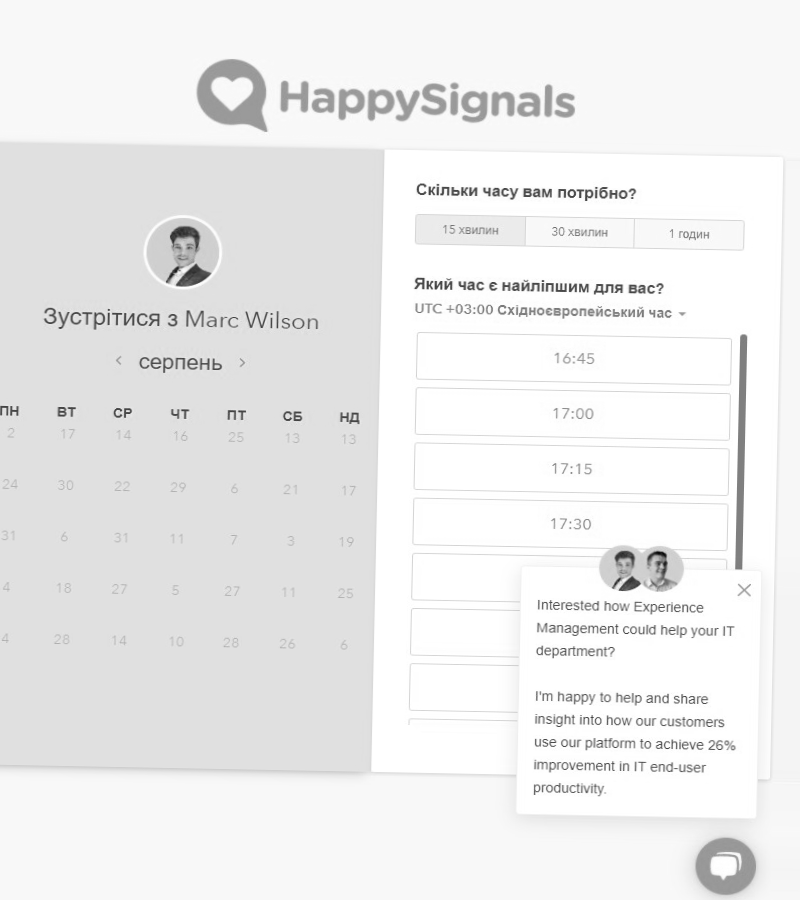 HappySignals
Зустрітися з Marc Wilson
серпень
ПН ВТ СР ЧТ ПТ СБ НД
2 17 14 16 25 13 13
24 30 22 29 6 21 17
31 6 31 11 7 3 19
4 18 27 5 27 11 25
4 28 14 10 28 26 6
Скільки часу вам потрібно?
15 хвилин 30 хвилин 1 годин
Який час є найліпшим для вас?
UTC +03:00 Східноєвропейський час
16:45
17:00
17:15
17:30
Interested how Experience
Management could help your IT
department?
I'm happy to help and share
insight into how our customers
use our platform to achieve 26%
improvement in IT end-user
productivity.